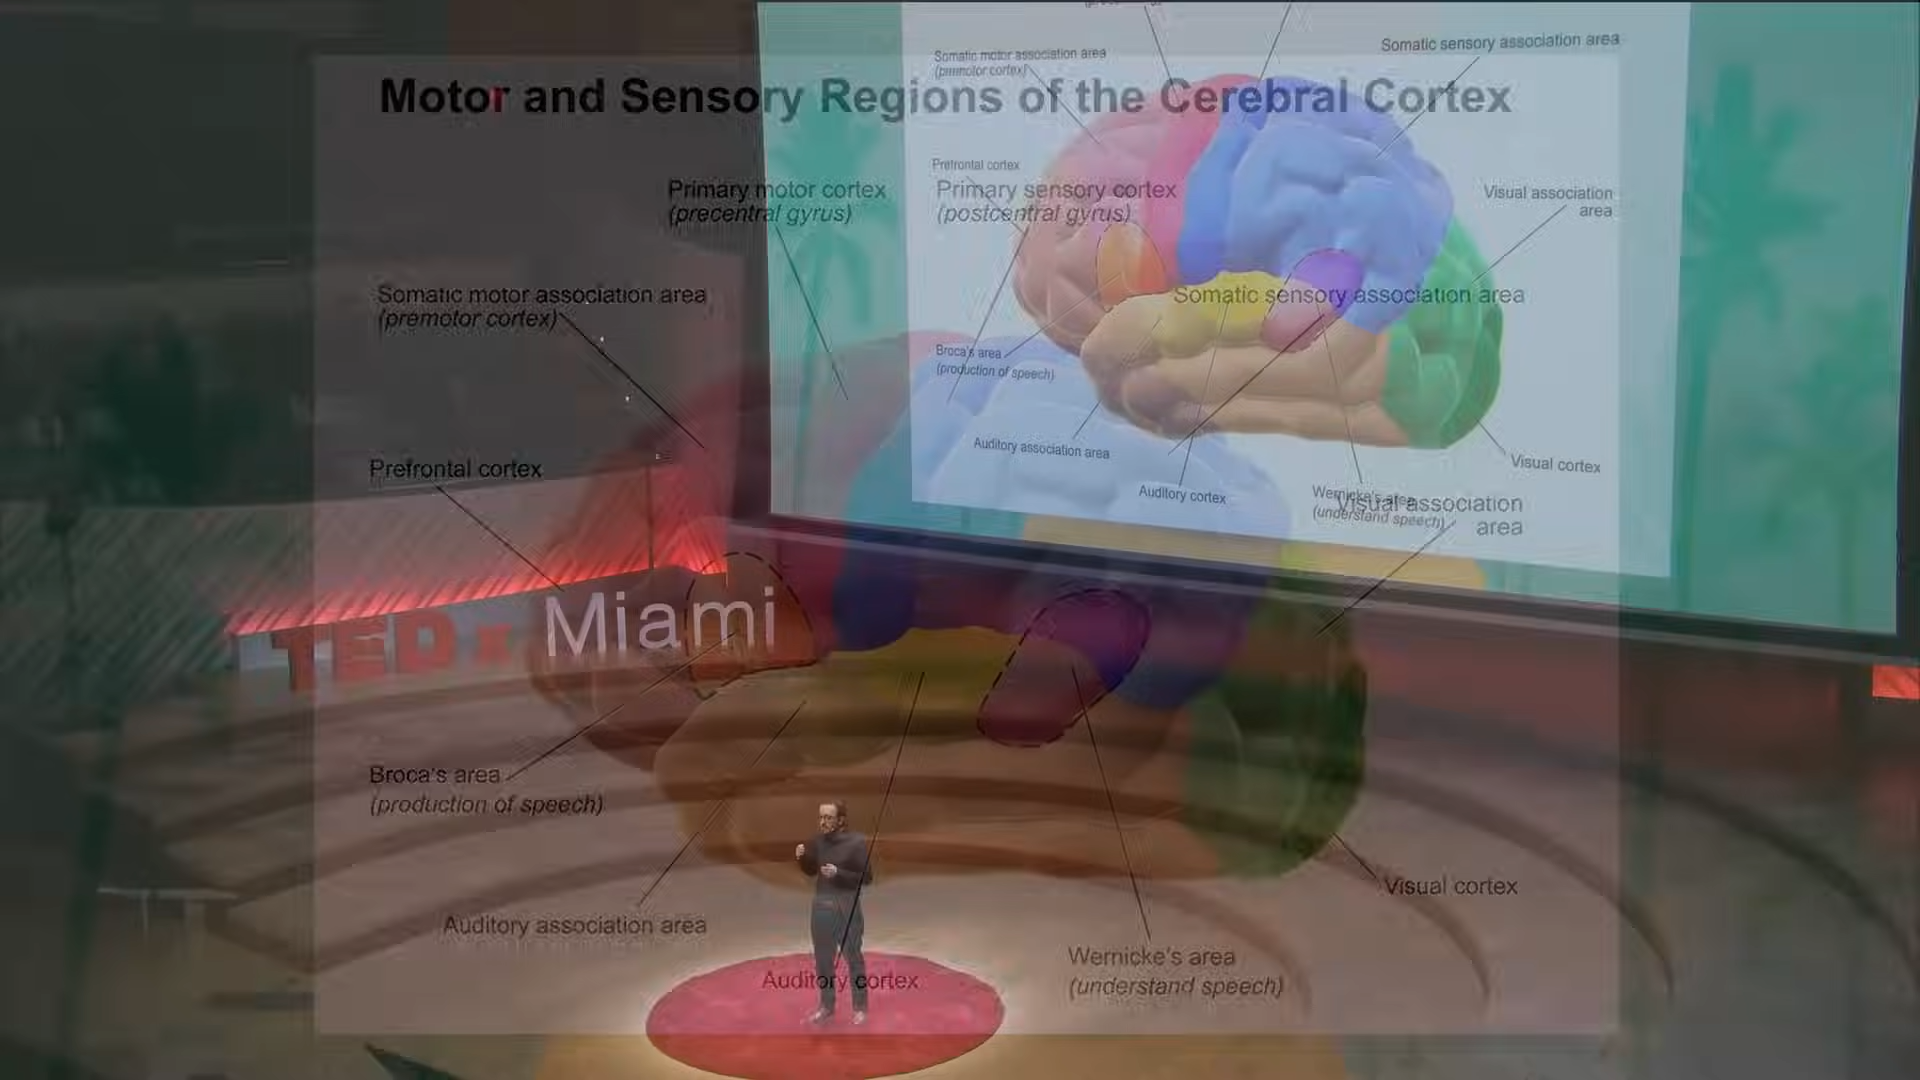 Motor and Sensory Regions of the Cerebral Cortex
Primary motor cortex
(precentral gyrus)
Primary sensory cortex
(postcentral gyrus)
Somatic motor association area
(premotor cortex)
Somatic sensory association area
Prefrontal cortex
Visual association
area
Broca's area
(production of speech)
Visual cortex
Auditory association area
Wernicke's area
(understand speech)
Auditory cortex
Somatic motor association area
(premotor cortex)
Somatic sensory association area
Prefrontal cortex
Visual association
area
Broca's area
(production of speech)
Auditory association area
Visual cortex
Auditory cortex
Wernicke's area
(understand speech)
TEDx Miami